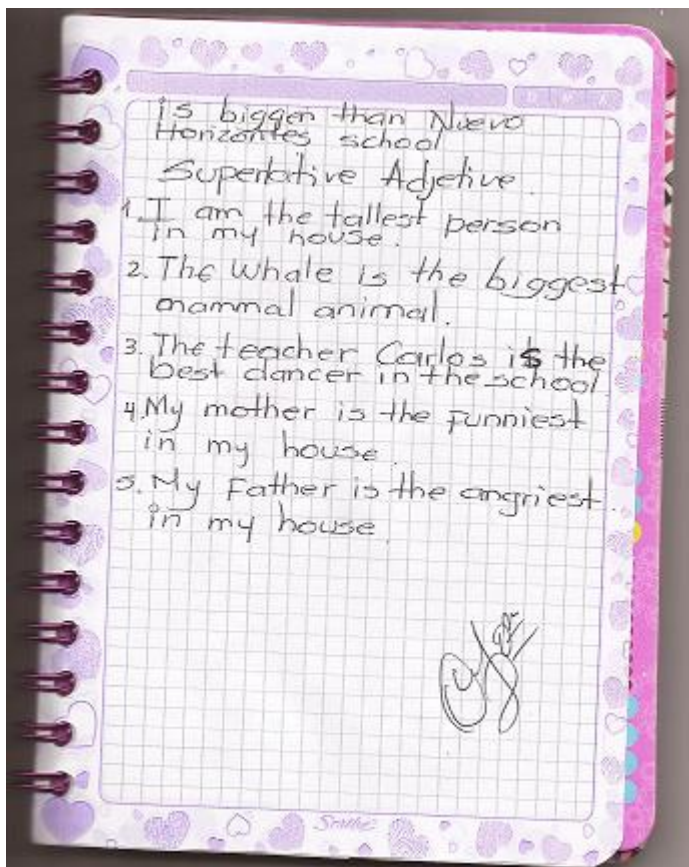 is bigger than Nuevo
Horizontes school
Superlative Adjetive.
1. I am the tallest person
in my house.
2. The whale is the biggest
mammal animal.
3. The teacher Carlos is the
best dancer in the school
4. My mother is the funniest
in my house.
5. My Father is the angriest.
in my house.